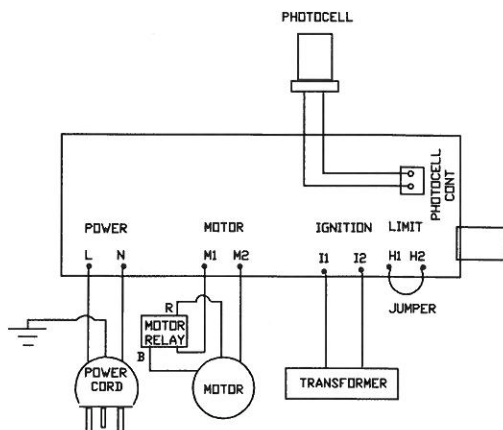 PHOTOCELL
PHOTOCELL
CONT
POWER
MOTOR
IGNITION
LIMIT
L
N
M1
M2
I1
I2
H1
H2
JUMPER
R
MOTOR
RELAY
B
POWER
CORD
MOTOR
TRANSFORMER